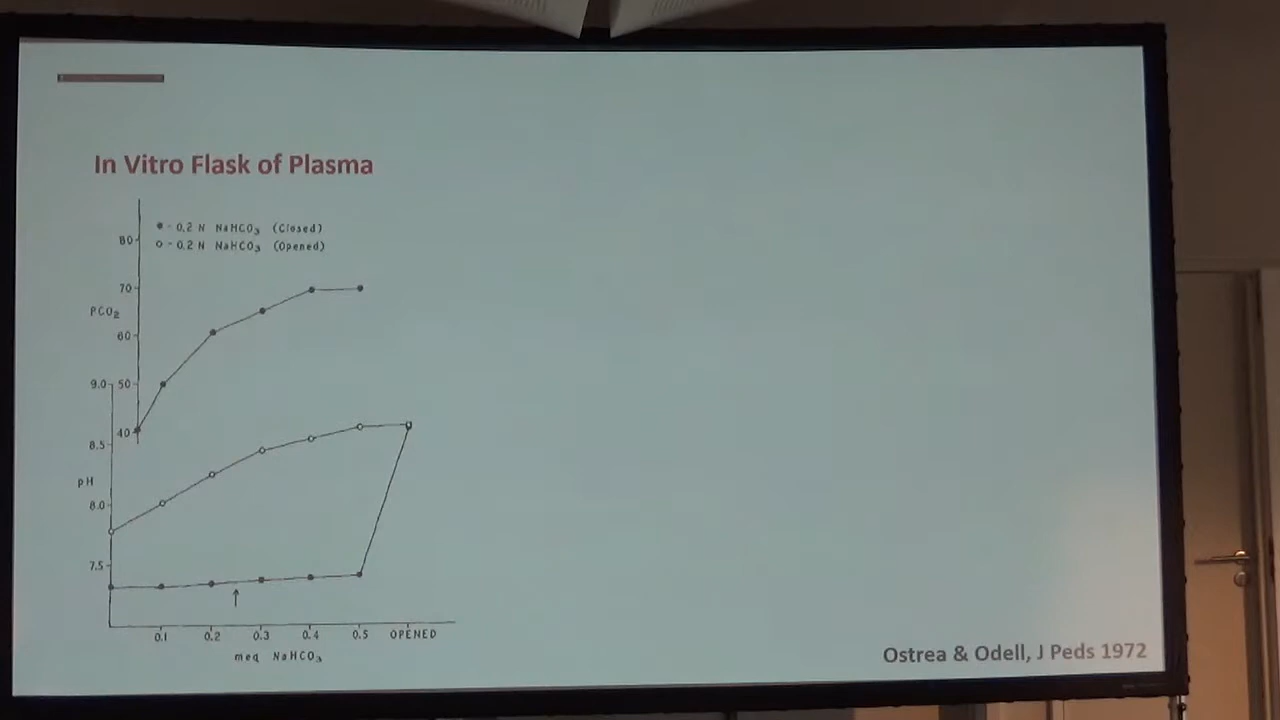 In Vitro Flask of Plasma
●-0.2 N NaHCO₃ (Closed)
○-0.2 N NaHCO₃ (Opened)
80
70
PCO₂
60
9.0 50
40
8.5
pH
8.0
7.5
0.1 0.2 0.3 0.4 0.5 OPENED
meq NaHCO₃
Ostrea & Odell, J Peds 1972